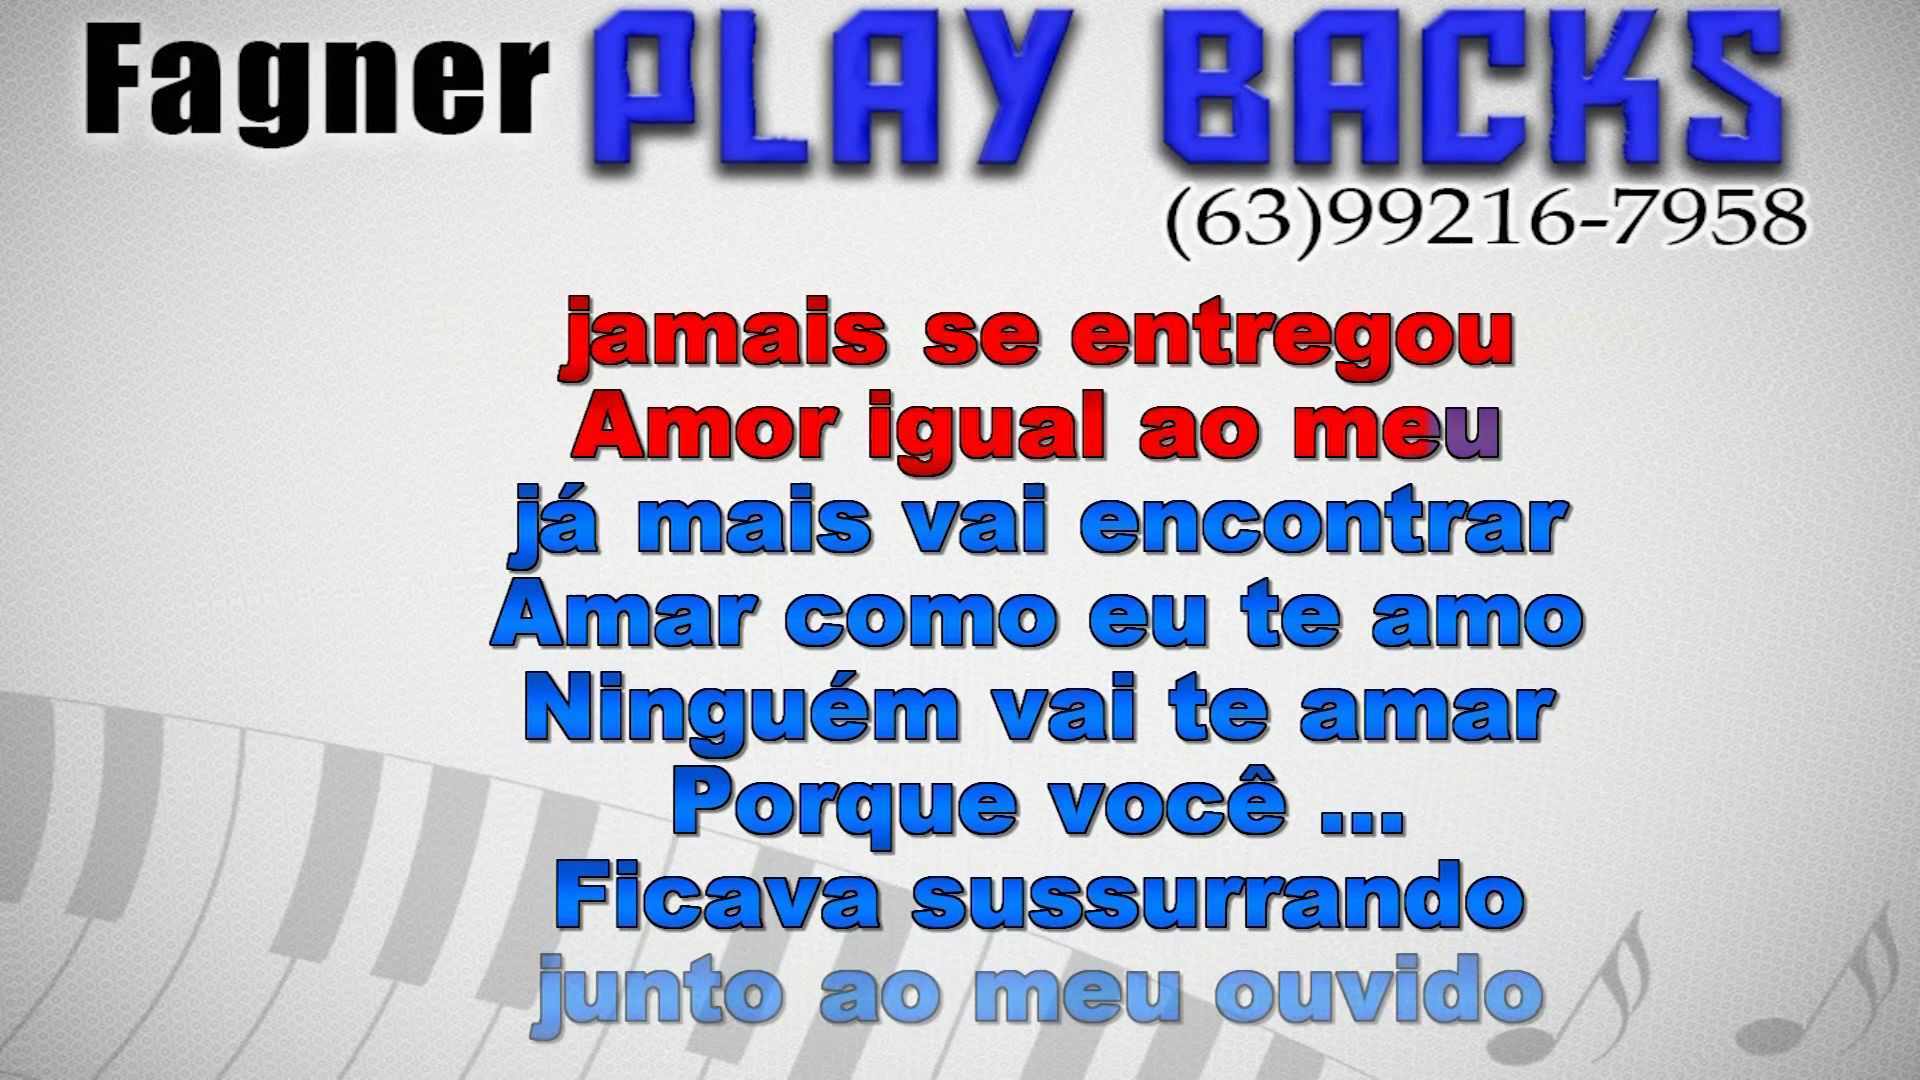 Fagner PLAY BACKS
(63)99216-7958
jamais se entregou
Amor igual ao meu
já mais vai encontrar
Amar como eu te amo
Ninguém vai te amar
Porque você ...
Ficava sussurrando
junto ao meu ouvido